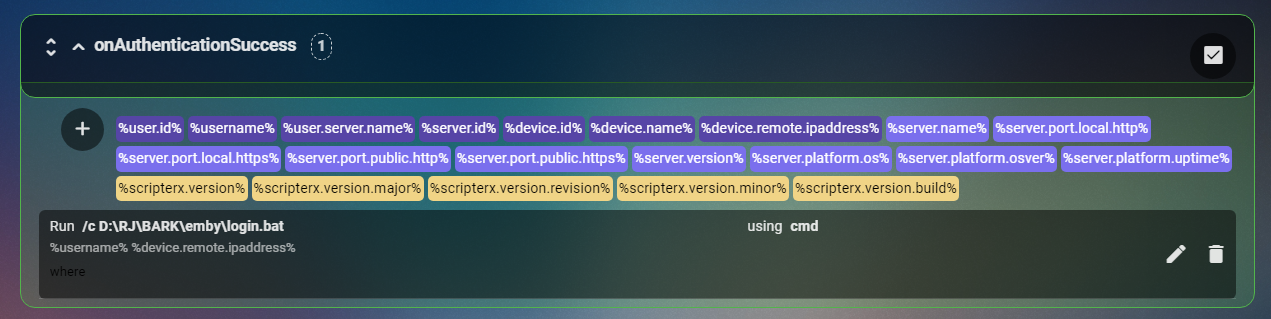 onAuthenticationSuccess 1
%user.id% %username% %user.server.name% %server.id% %device.id% %device.name% %device.remote.ipaddress% %server.name% %server.port.local.http%
%server.port.local.https% %server.port.public.http% %server.port.public.https% %server.version% %server.platform.os% %server.platform.osver% %server.platform.uptime%
%scripterx.version% %scripterx.version.major% %scripterx.version.revision% %scripterx.version.minor% %scripterx.version.build%
Run /c D:\RJ\BARK\emby\login.bat using cmd
%username% %device.remote.ipaddress%
where